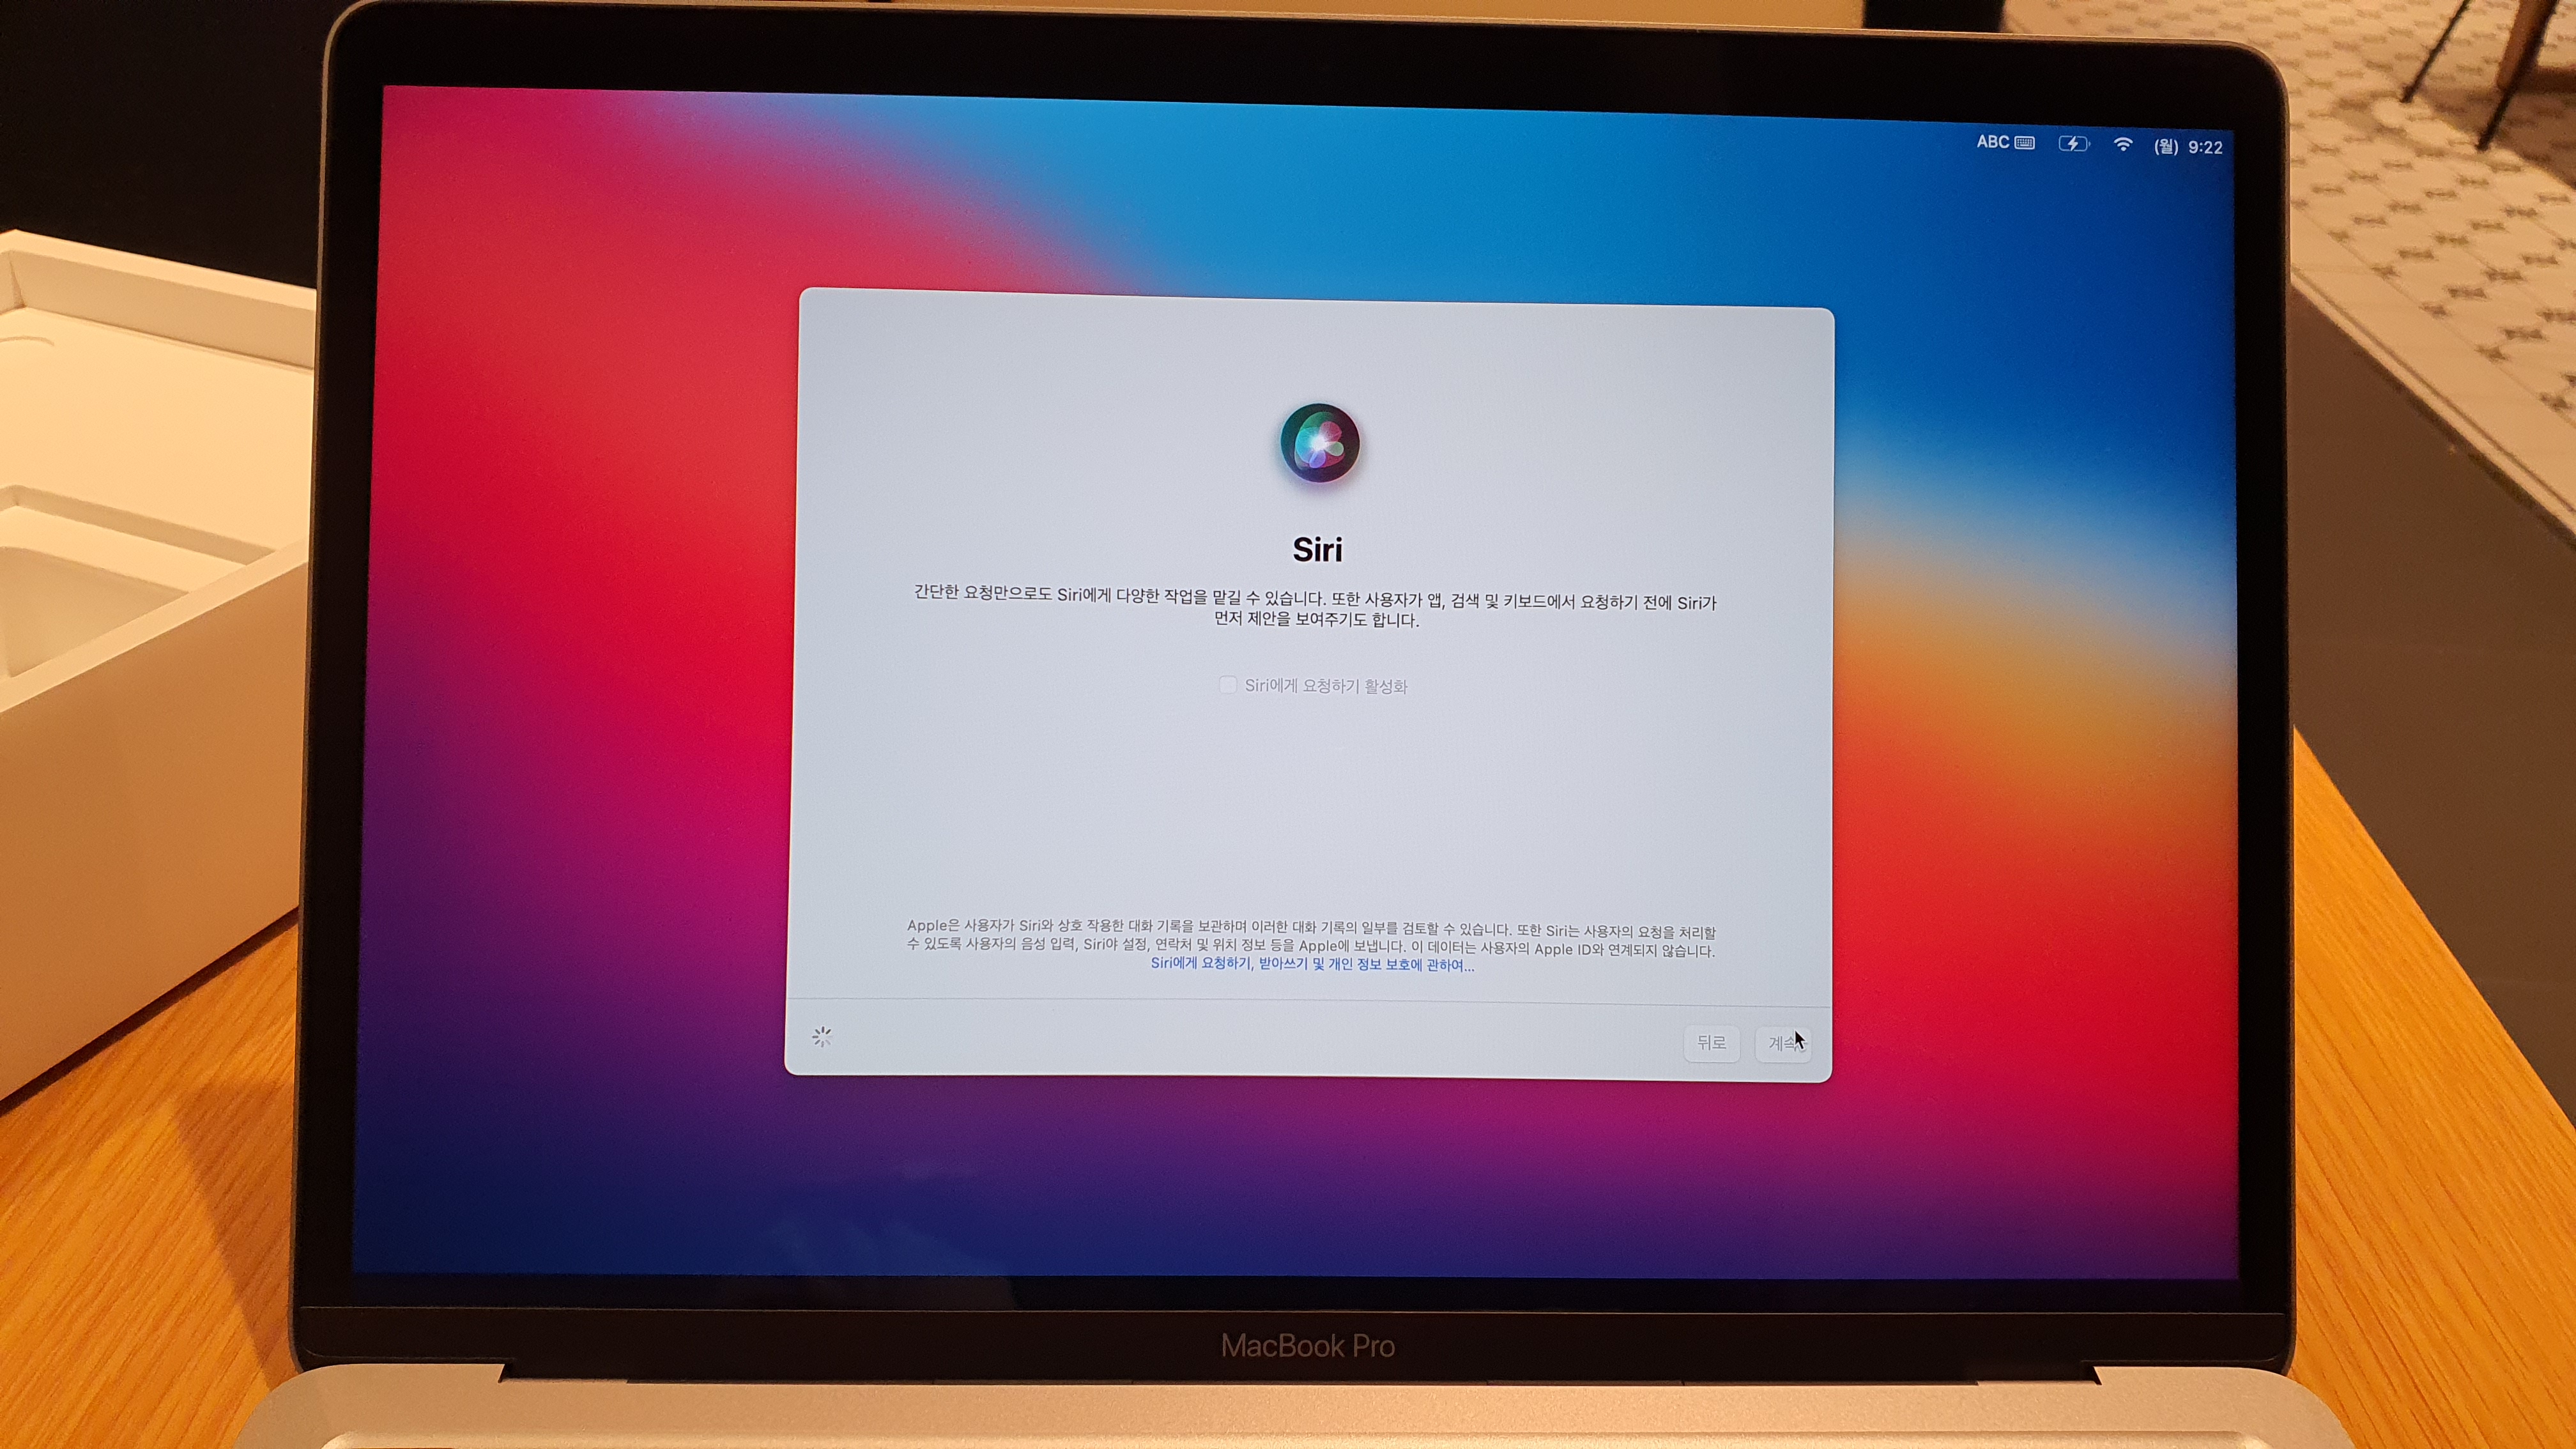 ABC (월) 9:22
Siri
간단한 요청만으로도 Siri에게 다양한 작업을 맡길 수 있습니다. 또한 사용자가 앱, 검색 및 키보드에서 요청하기 전에 Siri가
먼저 제안을 보여주기도 합니다.
Siri에게 요청하기 활성화
Apple은 사용자가 Siri와 상호 작용한 대화 기록을 보관하며 이러한 대화 기록의 일부를 검토할 수 있습니다. 또한 Siri는 사용자의 요청을 처리할
수 있도록 사용자의 음성 입력, Siri야 설정, 연락처 및 위치 정보 등을 Apple에 보냅니다. 이 데이터는 사용자의 Apple ID와 연계되지 않습니다.
Siri에게 요청하기, 받아쓰기 및 개인 정보 보호에 관하여...
뒤로 계속
MacBook Pro